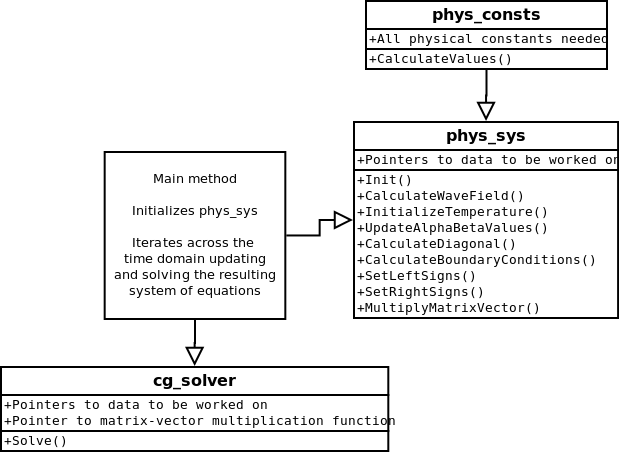 phys_consts
+All physical constants needed
+CalculateValues()
phys_sys
+Pointers to data to be worked on
+Init()
+CalculateWaveField()
+InitializeTemperature()
+UpdateAlphaBetaValues()
+CalculateDiagonal()
+CalculateBoundaryConditions()
+SetLeftSigns()
+SetRightSigns()
+MultiplyMatrixVector()
Main method
Initializes phys_sys
Iterates across the
time domain updating
and solving the resulting
system of equations
cg_solver
+Pointers to data to be worked on
+Pointer to matrix-vector multiplication function
+Solve()